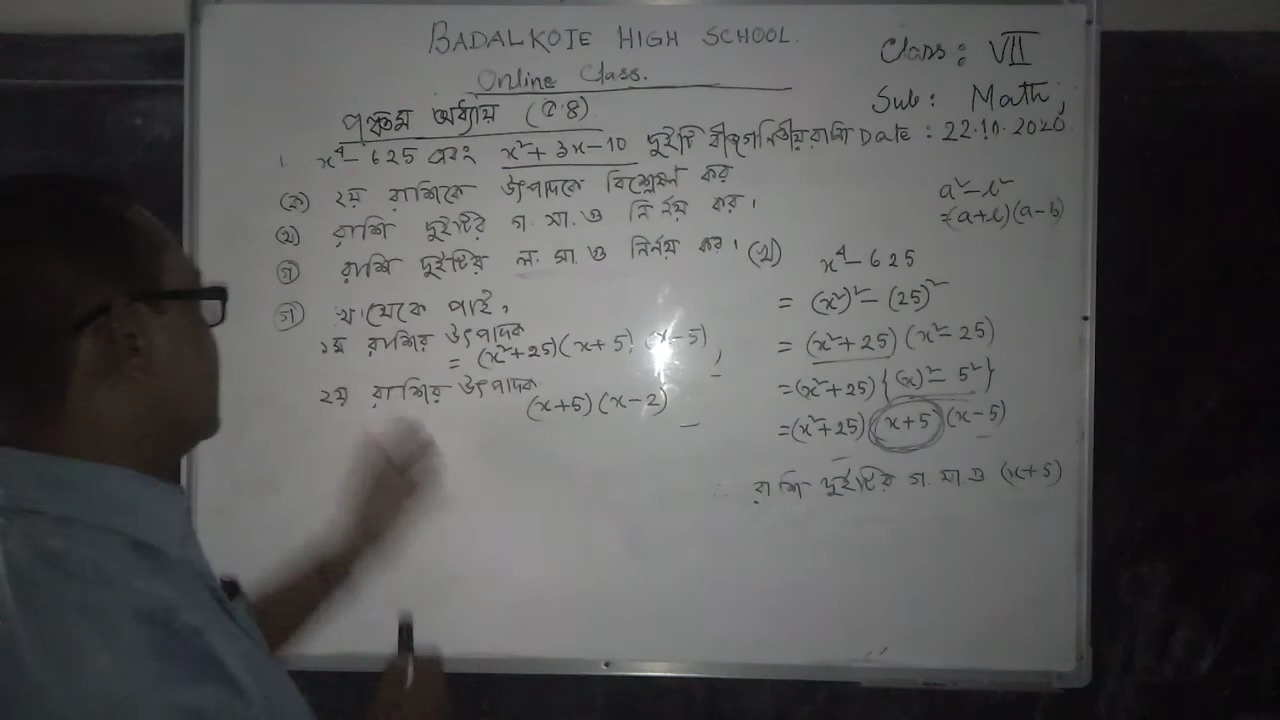 BADALKOTE HIGH SCHOOL.
Online Class.
Class: VII
Sub: Math,
Date: 22.10.2020
পঞ্চম অধ্যায় (৫.৪)
১. x⁴-625 এবং x²+3x-10 দুইটি বীজগণিতীয় রাশি
(ক) ২য় রাশিকে উৎপাদকে বিশ্লেষণ কর
(খ) রাশি দুইটির গ.সা.গু নির্ণয় কর।
(গ) রাশি দুইটির ল.সা.গু নির্ণয় কর।
(গ) 'খ' থেকে পাই,
১ম রাশির উৎপাদক
= (x²+25)(x+5)(x-5),
২য় রাশির উৎপাদক
(x+5)(x-2)
a²-b²
=(a+b)(a-b)
(খ) x⁴-625
= (x²)²-(25)²
= (x²+25)(x²-25)
=(x²+25){(x)²-5²}
=(x²+25)(x+5)(x-5)
রাশি দুইটির গ.সা.গু (x+5)